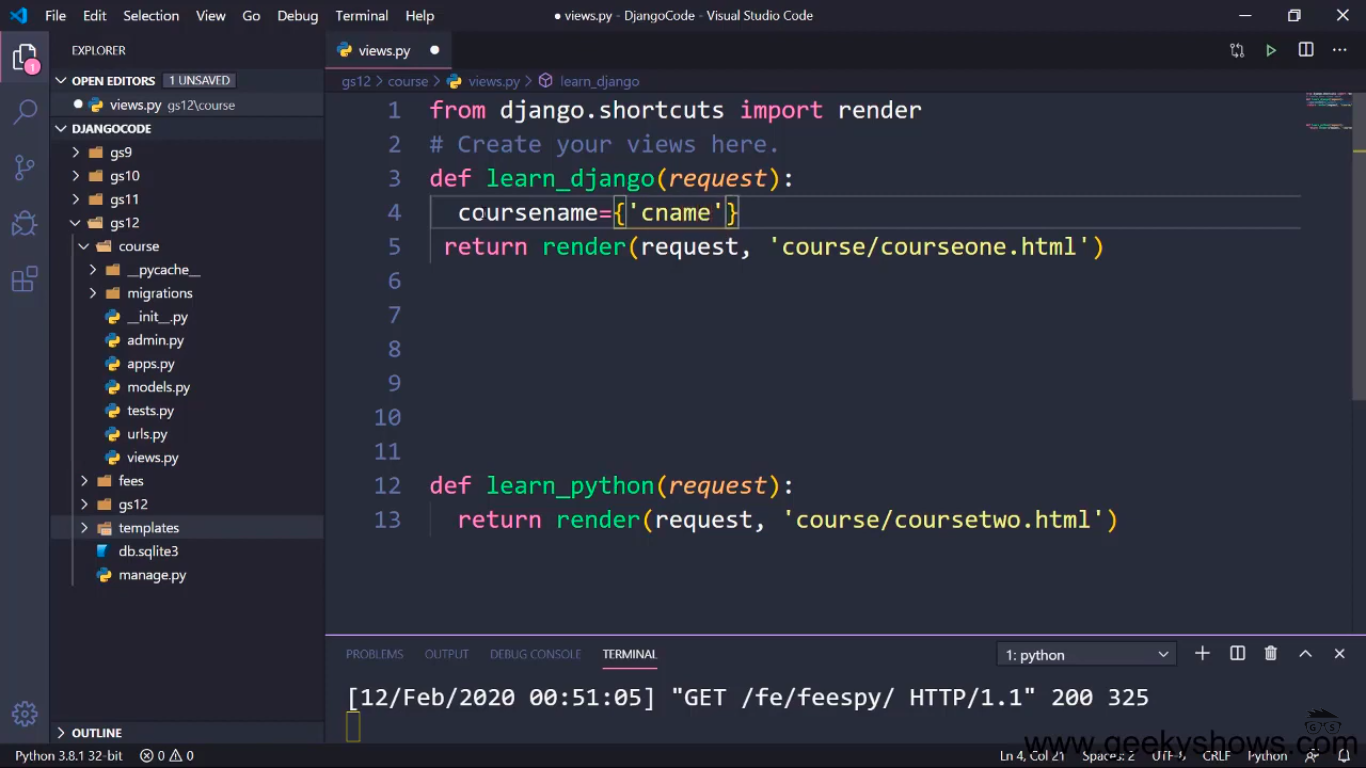 File Edit Selection View Go Debug Terminal Help ● views.py - DjangoCode - Visual Studio Code
EXPLORER
views.py ●
OPEN EDITORS 1 UNSAVED
● views.py gs12\course
gs12 > course > views.py > learn_django
DJANGOCODE
gs9
gs10
gs11
gs12
course
__pycache__
migrations
__init__.py
admin.py
apps.py
models.py
tests.py
urls.py
views.py
fees
gs12
templates
db.sqlite3
manage.py
OUTLINE
1 from django.shortcuts import render
2 # Create your views here.
3 def learn_django(request):
4 coursename={'cname'}
5 return render(request, 'course/courseone.html')
6
7
8
9
10
11
12 def learn_python(request):
13 return render(request, 'course/coursetwo.html')
PROBLEMS OUTPUT DEBUG CONSOLE TERMINAL 1: python
[12/Feb/2020 00:51:05] "GET /fe/feespy/ HTTP/1.1" 200 325
www.geekyshows.com
Python 3.8.1 32-bit 0 0 Ln 4, Col 21 Spaces: 2 UTF-8 CRLF Python
1